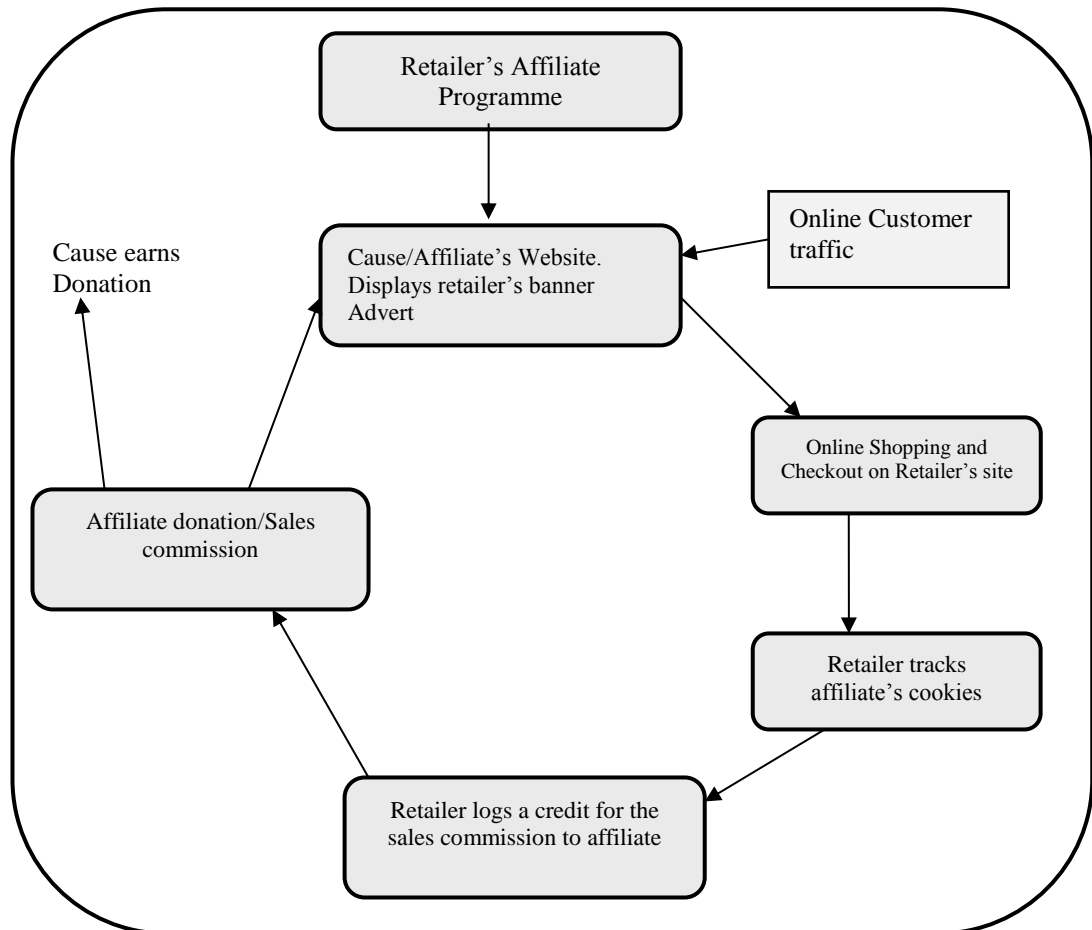 Retailer’s Affiliate
Programme
Online Customer
traffic
Cause/Affiliate’s Website.
Displays retailer’s banner
Advert
Cause earns
Donation
Online Shopping and
Checkout on Retailer’s site
Affiliate donation/Sales
commission
Retailer tracks
affiliate’s cookies
Retailer logs a credit for the
sales commission to affiliate